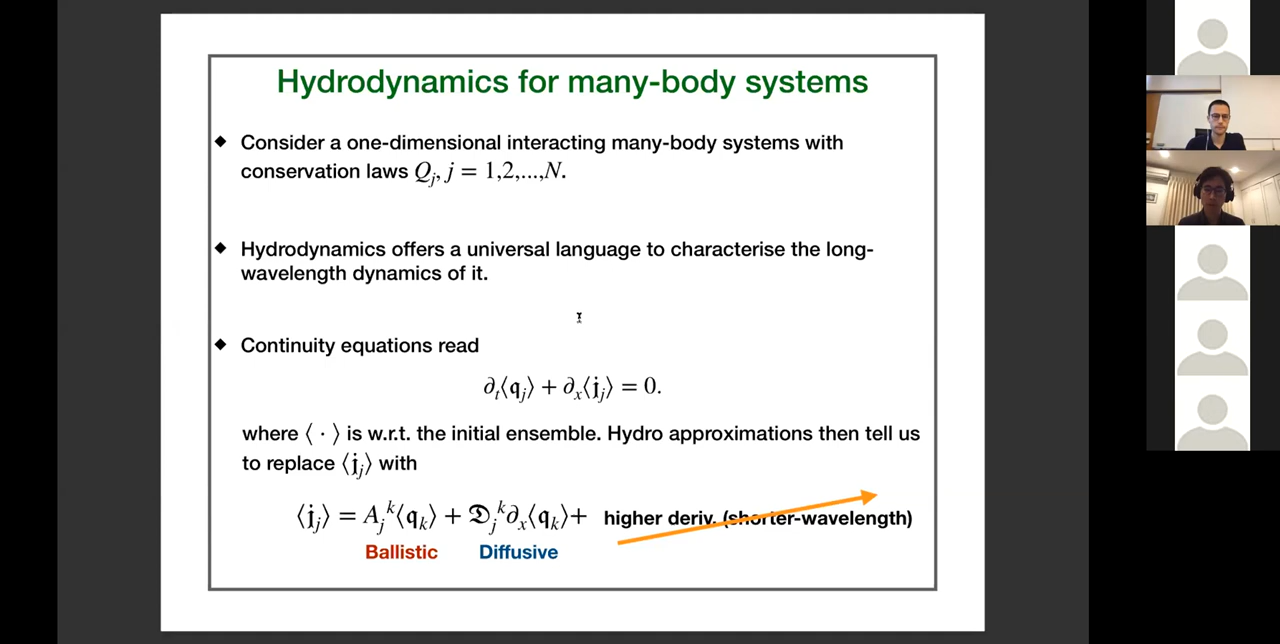 Hydrodynamics for many-body systems
◆ Consider a one-dimensional interacting many-body systems with
conservation laws Q_j, j = 1,2,...,N.
◆ Hydrodynamics offers a universal language to characterise the long-
wavelength dynamics of it.
◆ Continuity equations read
∂_t⟨𝔮_j⟩ + ∂_x⟨𝔧_j⟩ = 0.
where ⟨ · ⟩ is w.r.t. the initial ensemble. Hydro approximations then tell us
to replace ⟨𝔧_j⟩ with
⟨𝔧_j⟩ = A_j^k⟨𝔮_k⟩ + 𝔇_j^k∂_x⟨𝔮_k⟩+ higher deriv. (shorter-wavelength)
Ballistic Diffusive